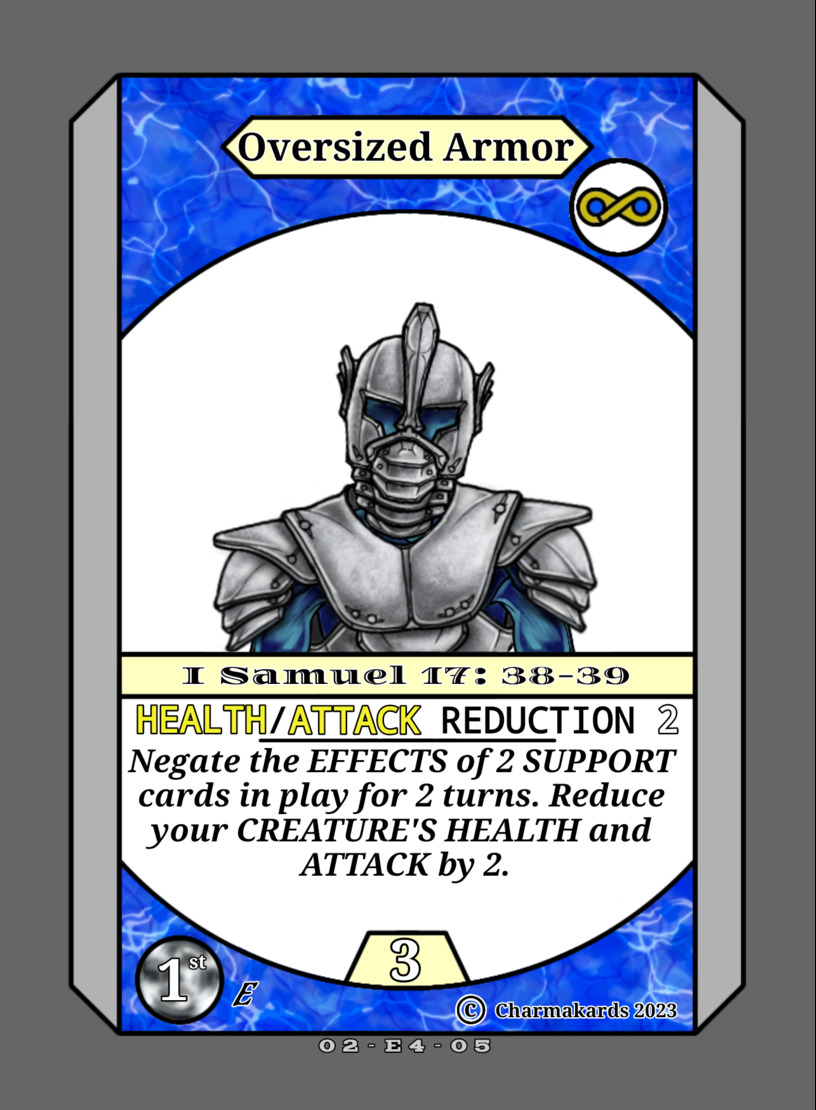 Oversized Armor
I Samuel 17: 38-39
HEALTH/ATTACK REDUCTION 2
Negate the EFFECTS of 2 SUPPORT
cards in play for 2 turns. Reduce
your CREATURE'S HEALTH and
ATTACK by 2.
3
1st
E
© Charmakards 2023
02-E4-05